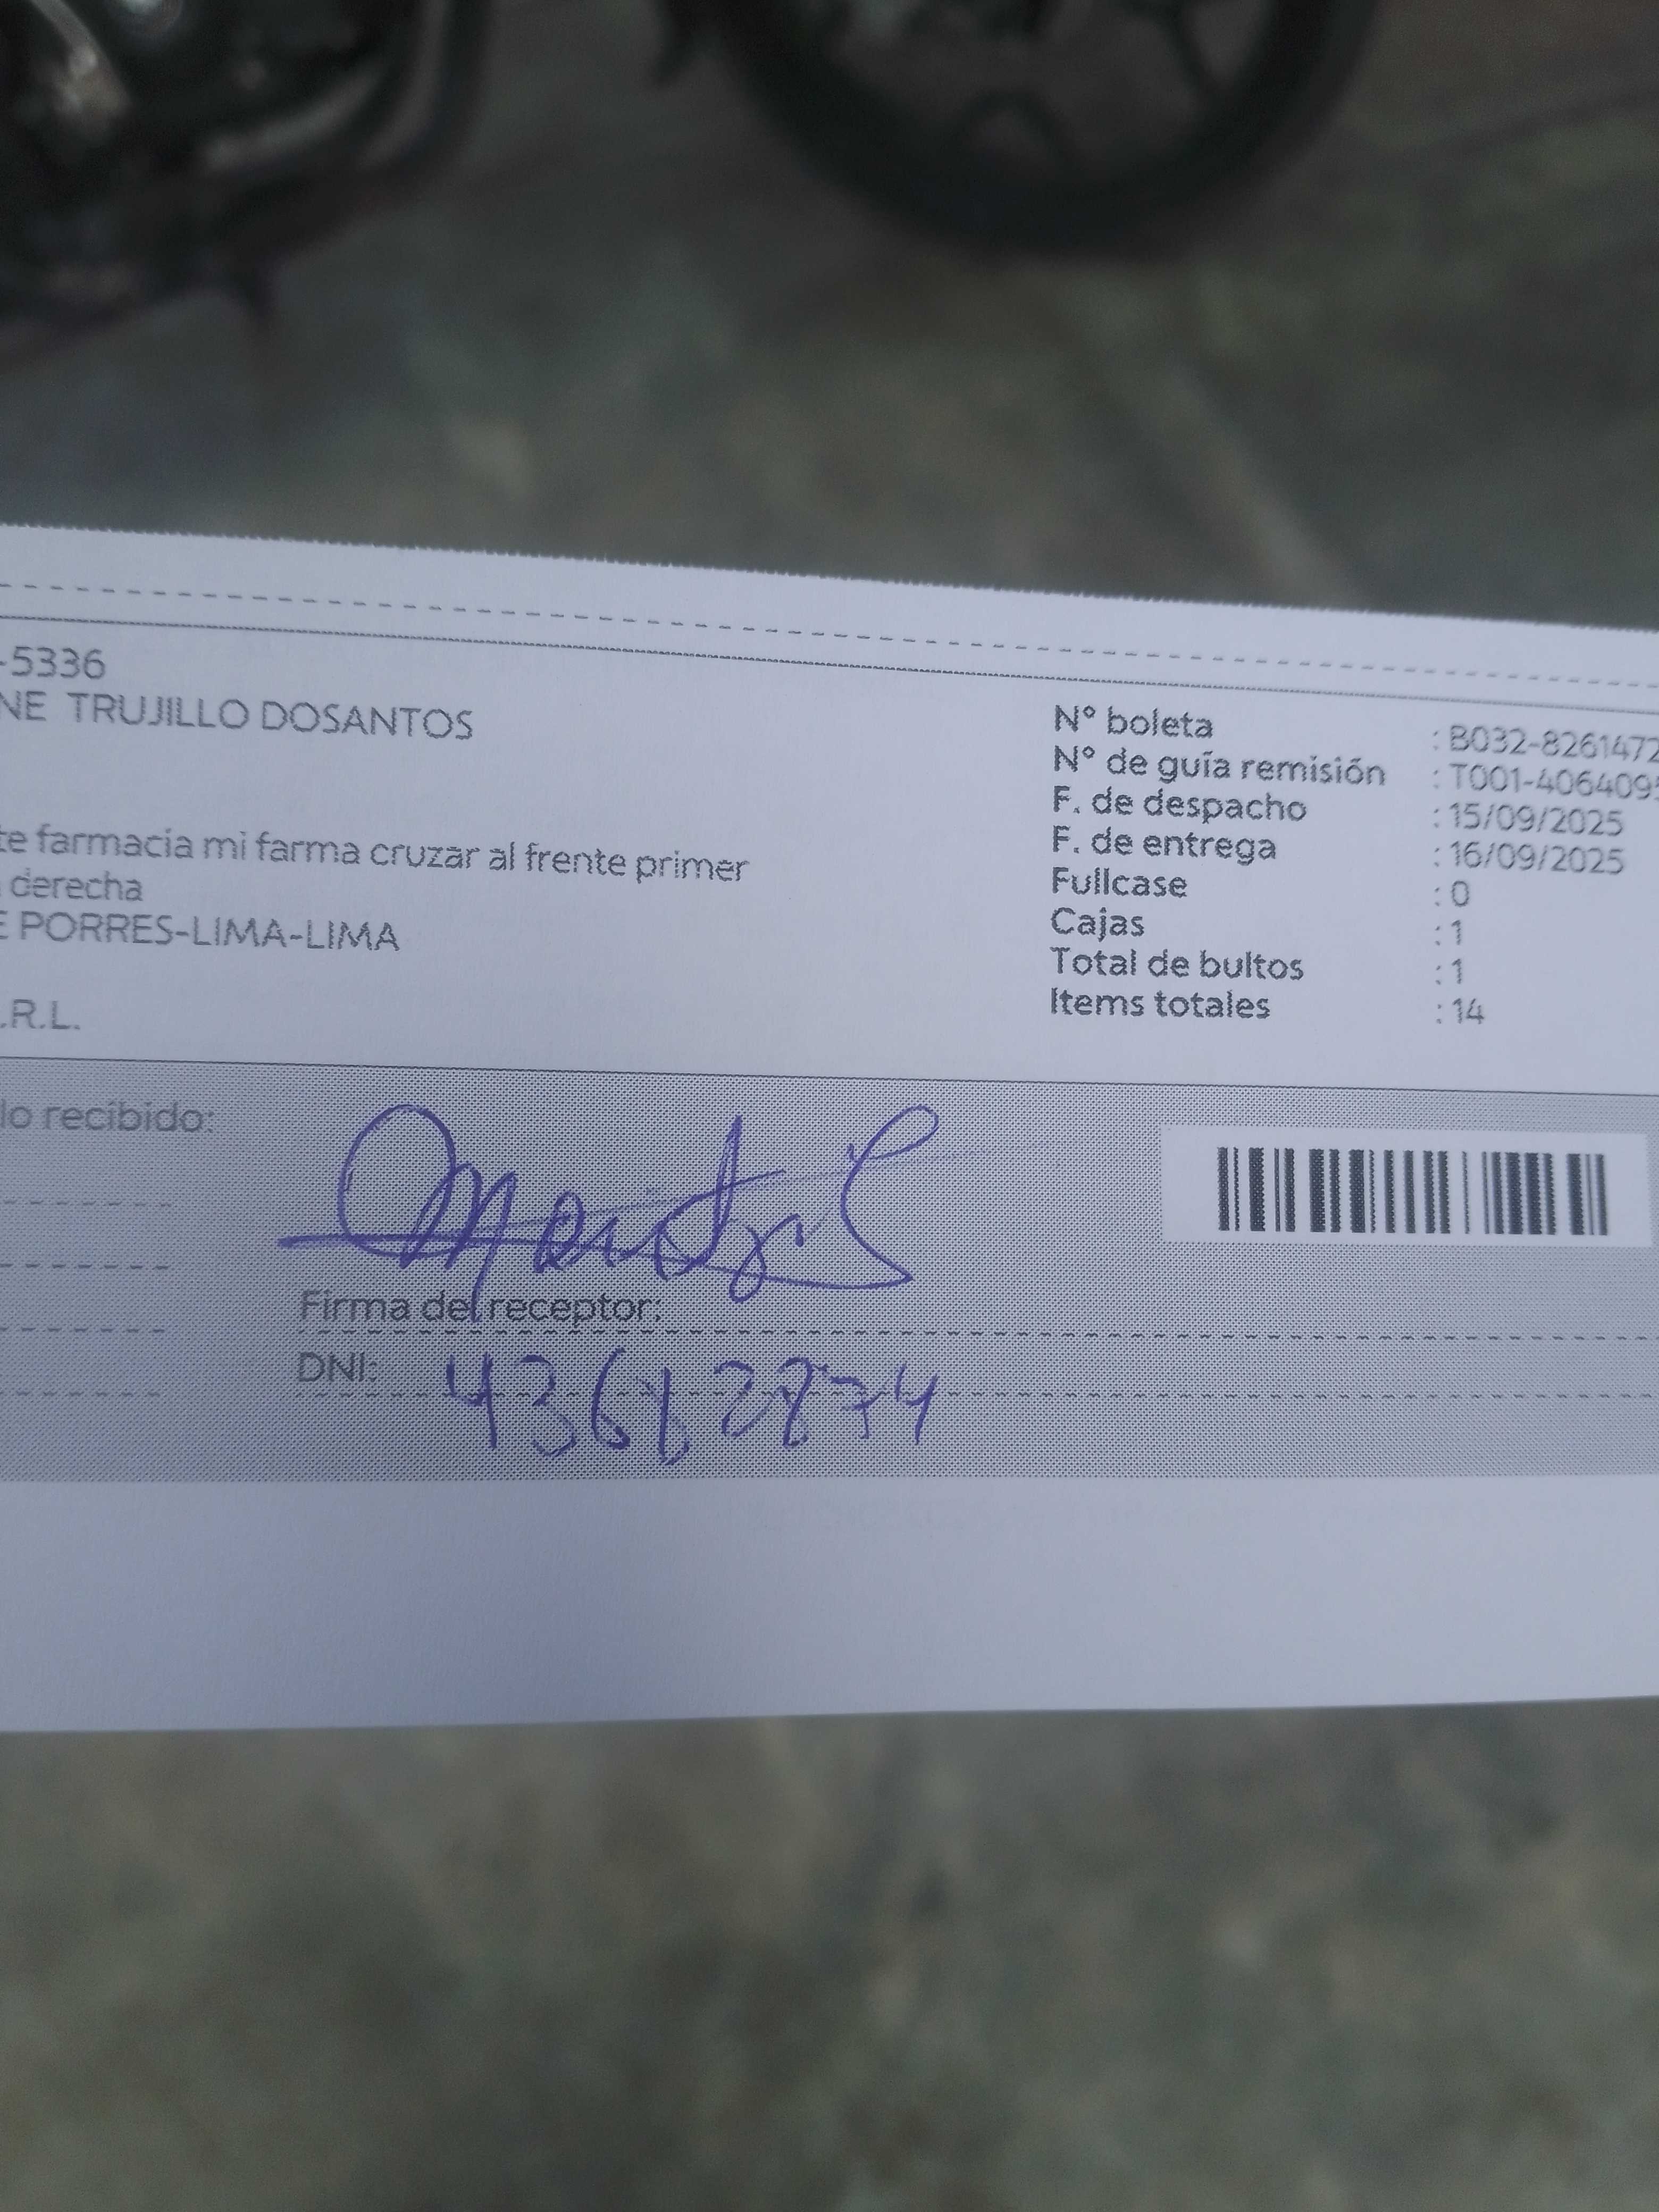 -5336
NE TRUJILLO DOSANTOS
te farmacia mi farma cruzar al frente primer
derecha
E PORRES-LIMA-LIMA
.R.L.
N° boleta : B032-8261472
N° de guía remisión : T001-4064095
F. de despacho : 15/09/2025
F. de entrega : 16/09/2025
Fullcase : 0
Cajas : 1
Total de bultos : 1
Items totales : 14
lo recibido:
Firma del receptor:
DNI: